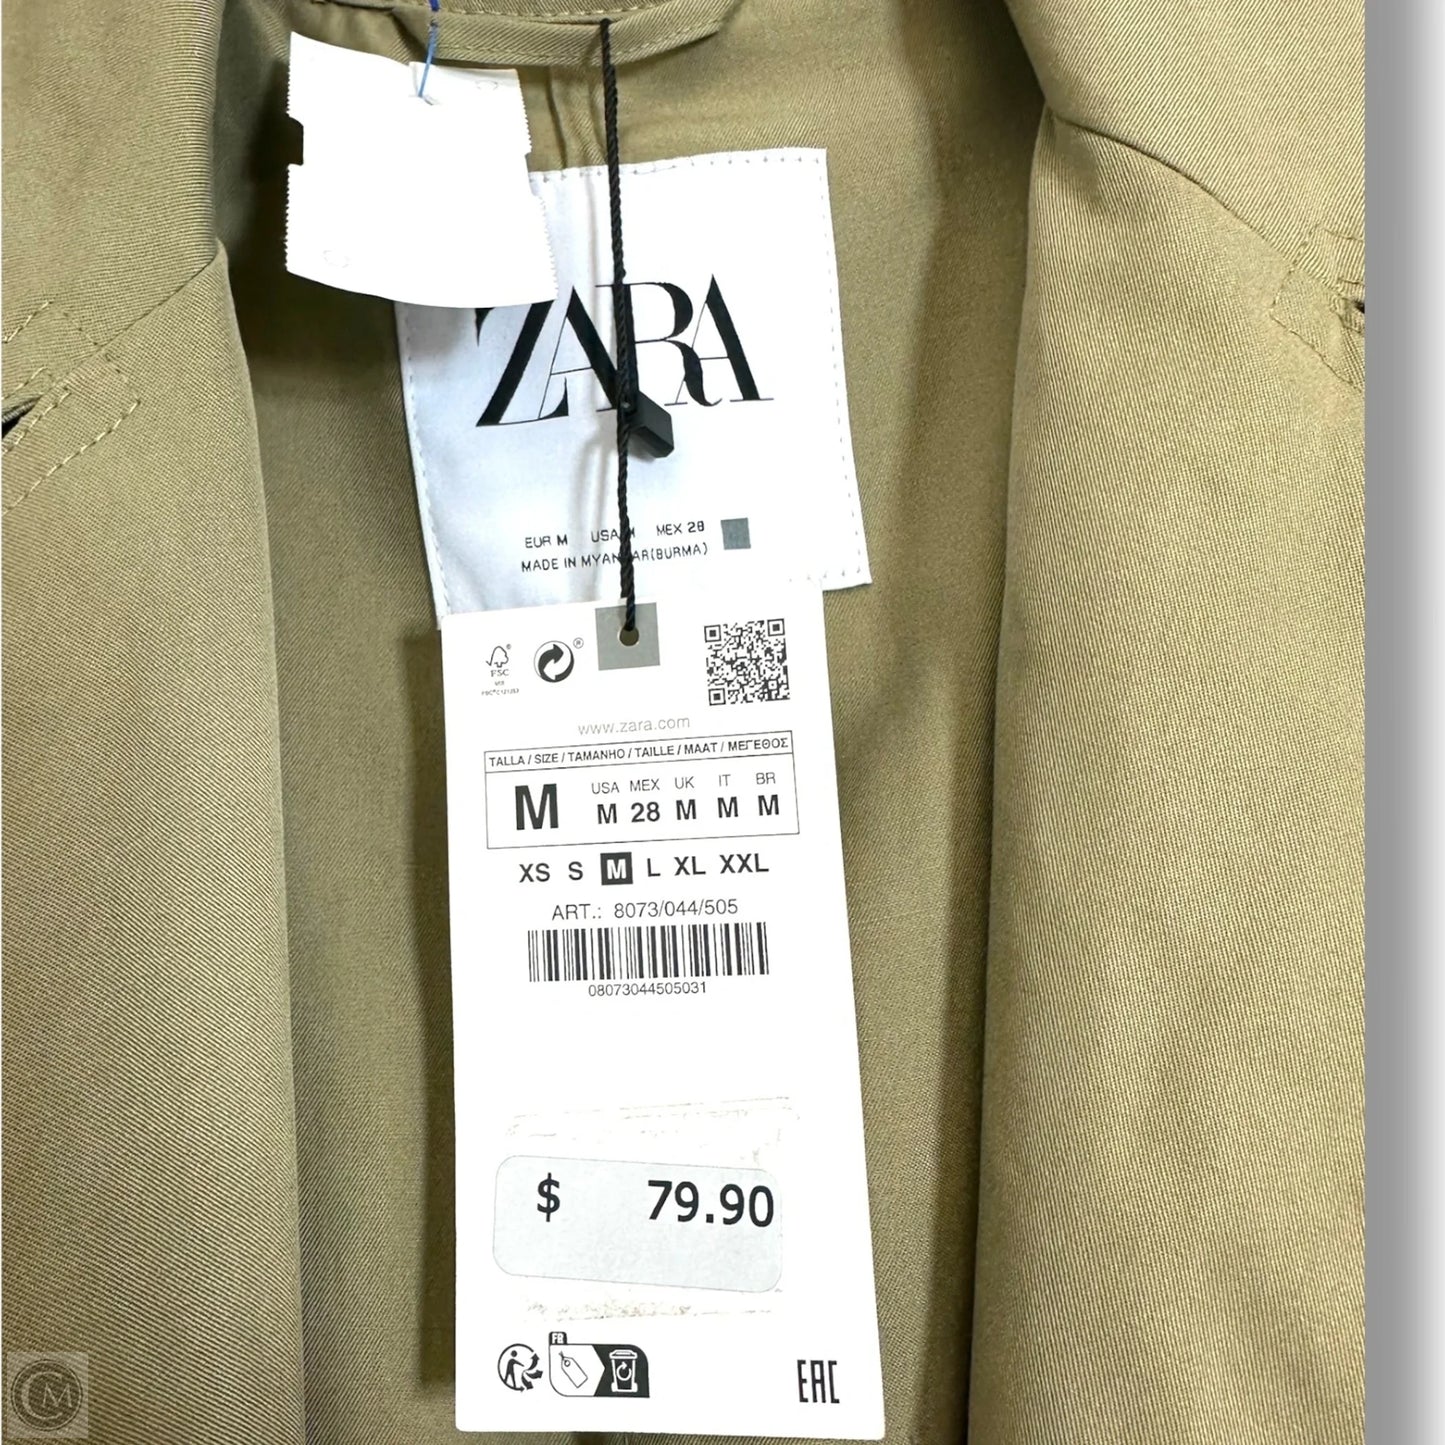 ZARA
EUR M USA M MEX 28
MADE IN MYANMAR(BURMA)
FSC
www.zara.com
TALLA / SIZE / TAMANHO / TAILLE / MAAT / ΜΕΓΕΘΟΣ
USA MEX UK IT BR
M M 28 M M M
XS S M L XL XXL
ART.: 8073/044/505
08073044505031
$ 79.90
FR
EAC
CM